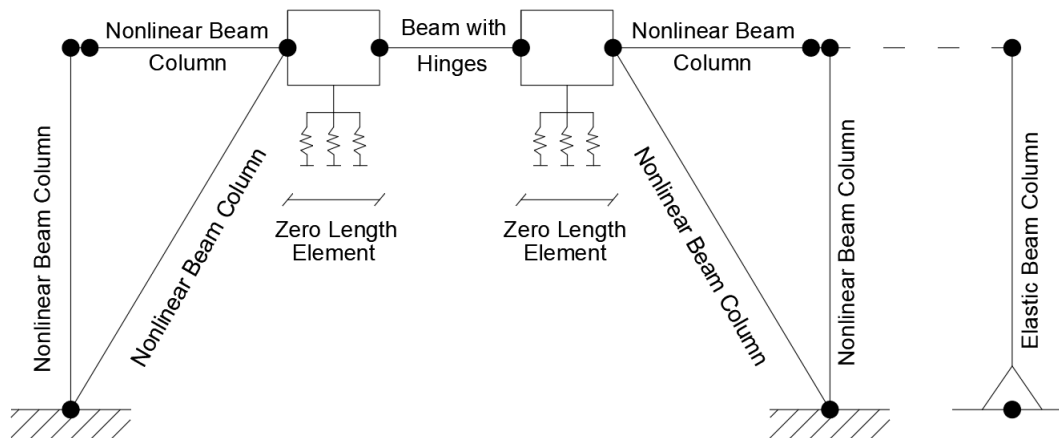 Nonlinear Beam
Column
Beam with
Hinges
Nonlinear Beam
Column
Nonlinear Beam Column
Nonlinear Beam Column
Zero Length
Element
Zero Length
Element
Nonlinear Beam Column
Nonlinear Beam Column
Elastic Beam Column